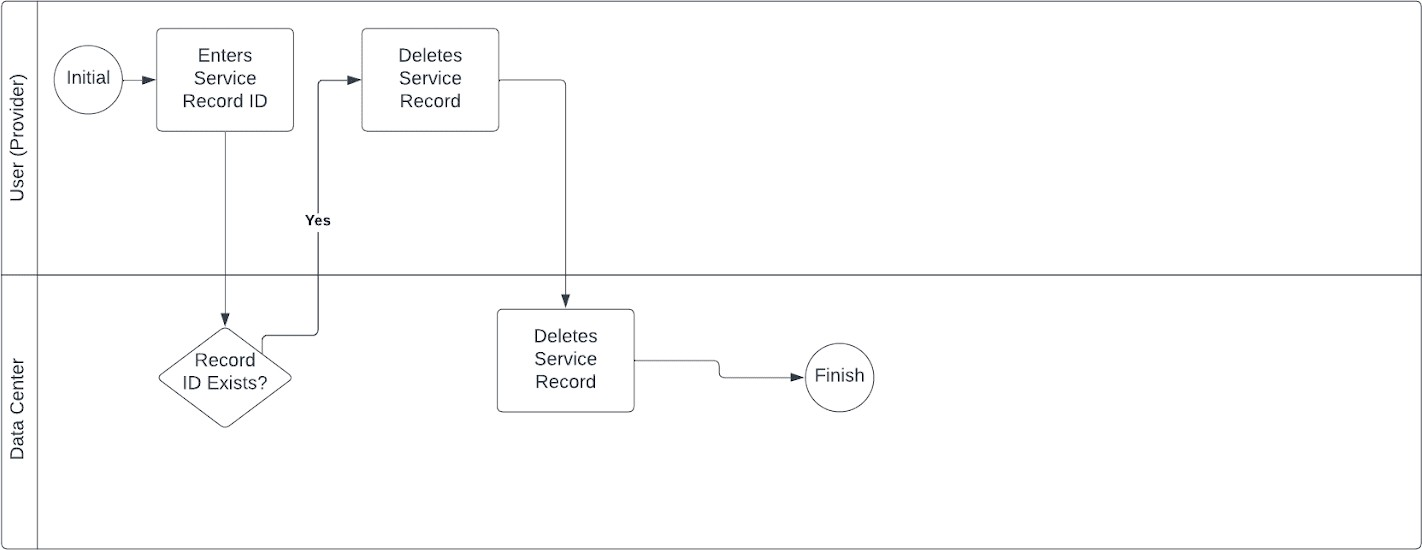 User (Provider)
Initial
Enters
Service
Record ID
Deletes
Service
Record
Yes
Data Center
Record
ID Exists?
Deletes
Service
Record
Finish